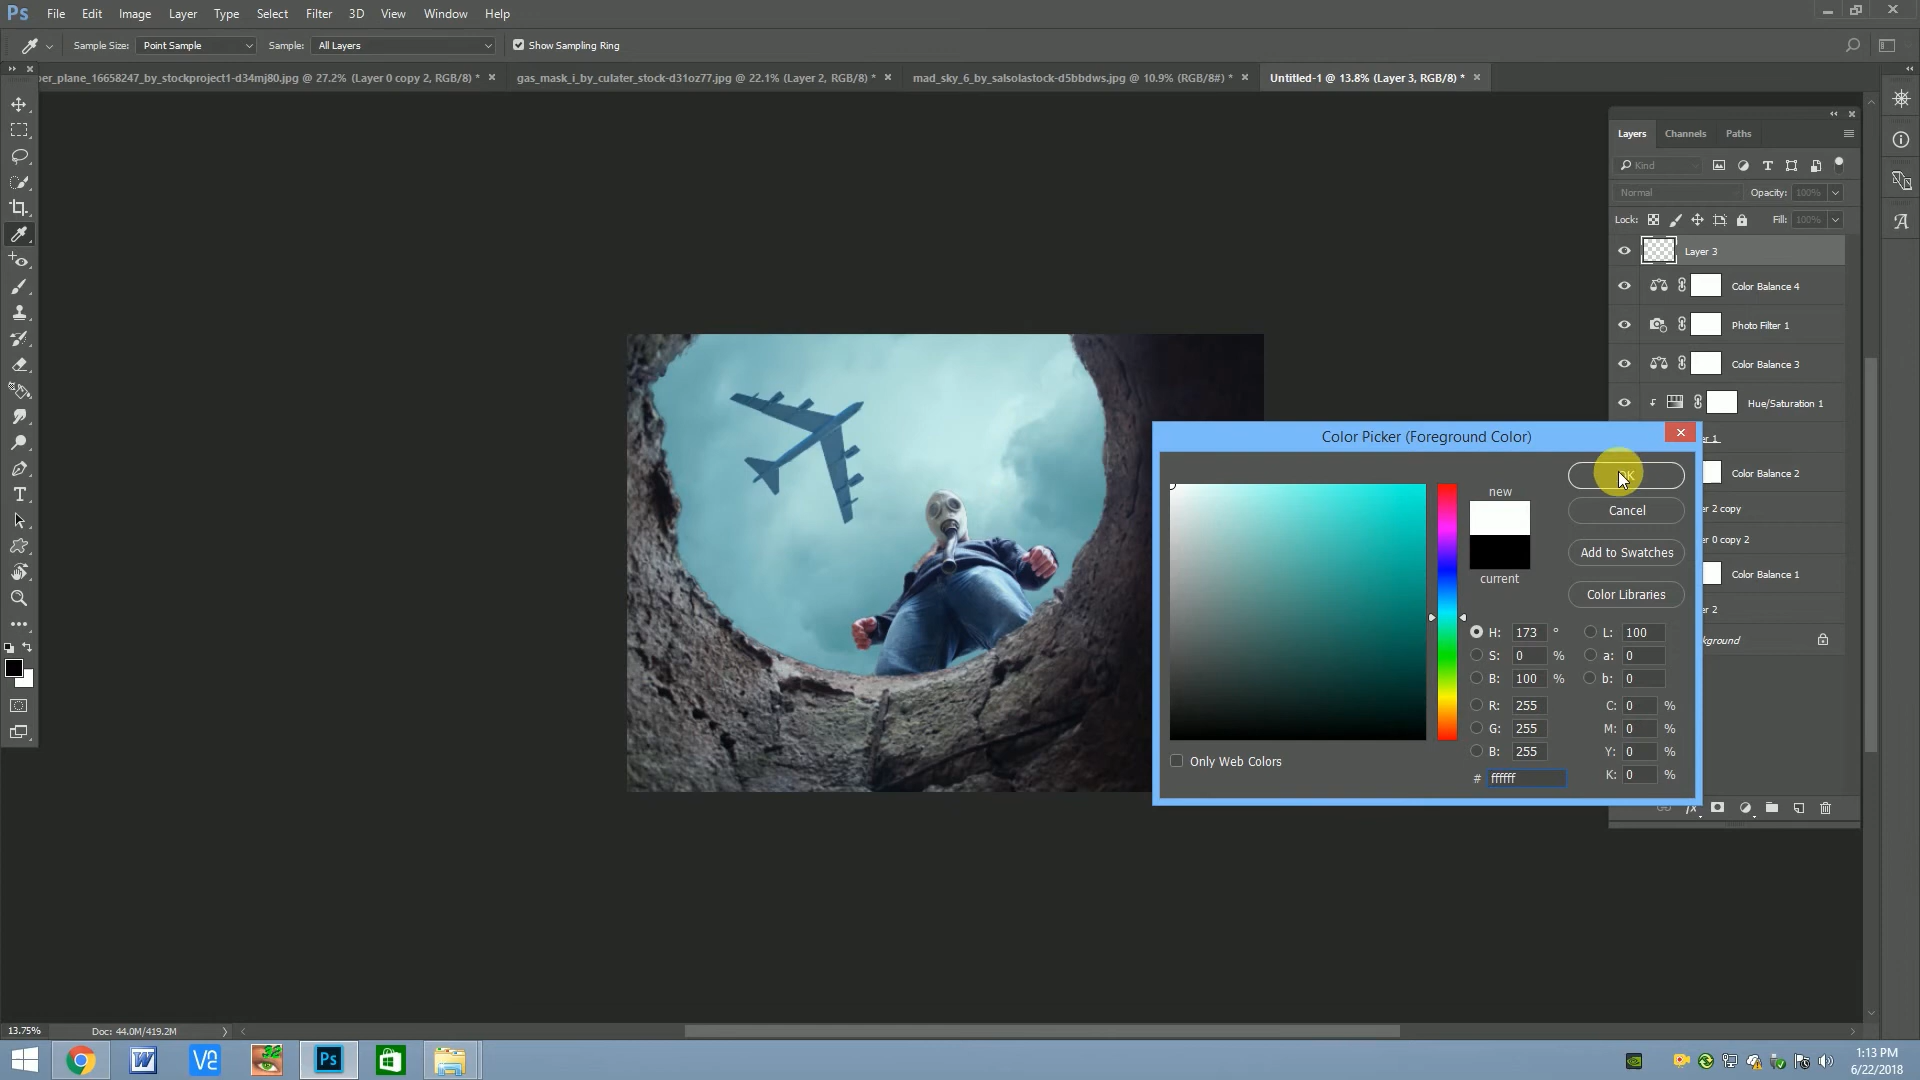 Ps File Edit Image Layer Type Select Filter 3D View Window Help
Sample Size: Point Sample Sample: All Layers Show Sampling Ring
per_plane_16658247_by_stockproject1-d34mj80.jpg @ 27.2% (Layer 0 copy 2, RGB/8) * × gas_mask_i_by_culater_stock-d31oz77.jpg @ 22.1% (Layer 2, RGB/8) * × mad_sky_6_by_salsolastock-d5bbdws.jpg @ 10.9% (RGB/8#) * × Untitled-1 @ 13.8% (Layer 3, RGB/8) * ×
Layers Channels Paths
Kind
Normal Opacity: 100%
Lock: Fill: 100%
Layer 3
Color Balance 4
Photo Filter 1
Color Balance 3
Hue/Saturation 1
er 1
Color Balance 2
er 2 copy
er 0 copy 2
Color Balance 1
er 2
kground
Color Picker (Foreground Color)
new
current
Cancel
Add to Swatches
Color Libraries
H: 173 ° L: 100
S: 0 % a: 0
B: 100 % b: 0
R: 255 C: 0 %
G: 255 M: 0 %
B: 255 Y: 0 %
# ffffff K: 0 %
Only Web Colors
13.75% Doc: 44.0M/419.2M
1:13 PM
6/22/2018